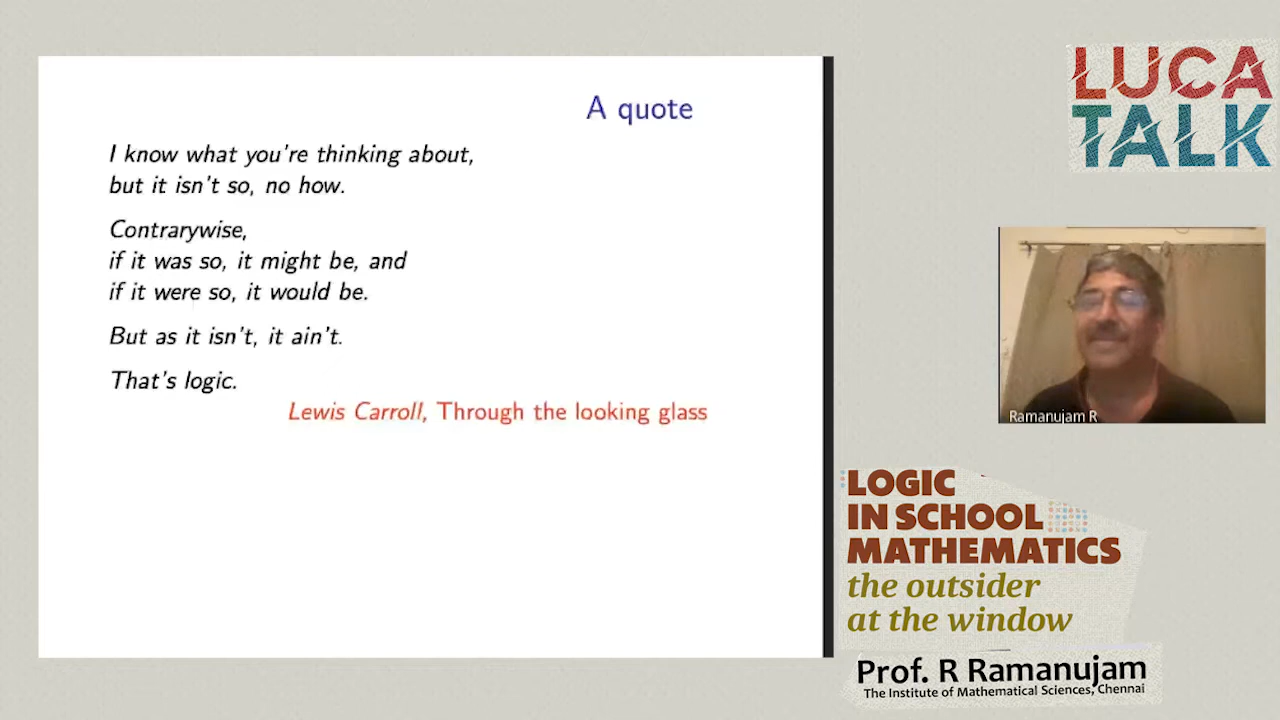 A quote
I know what you're thinking about,
but it isn't so, no how.
Contrarywise,
if it was so, it might be, and
if it were so, it would be.
But as it isn't, it ain't.
That's logic.
Lewis Carroll, Through the looking glass
LUCA
TALK
Ramanujam R
LOGIC
IN SCHOOL
MATHEMATICS
the outsider
at the window
Prof. R Ramanujam
The Institute of Mathematical Sciences, Chennai